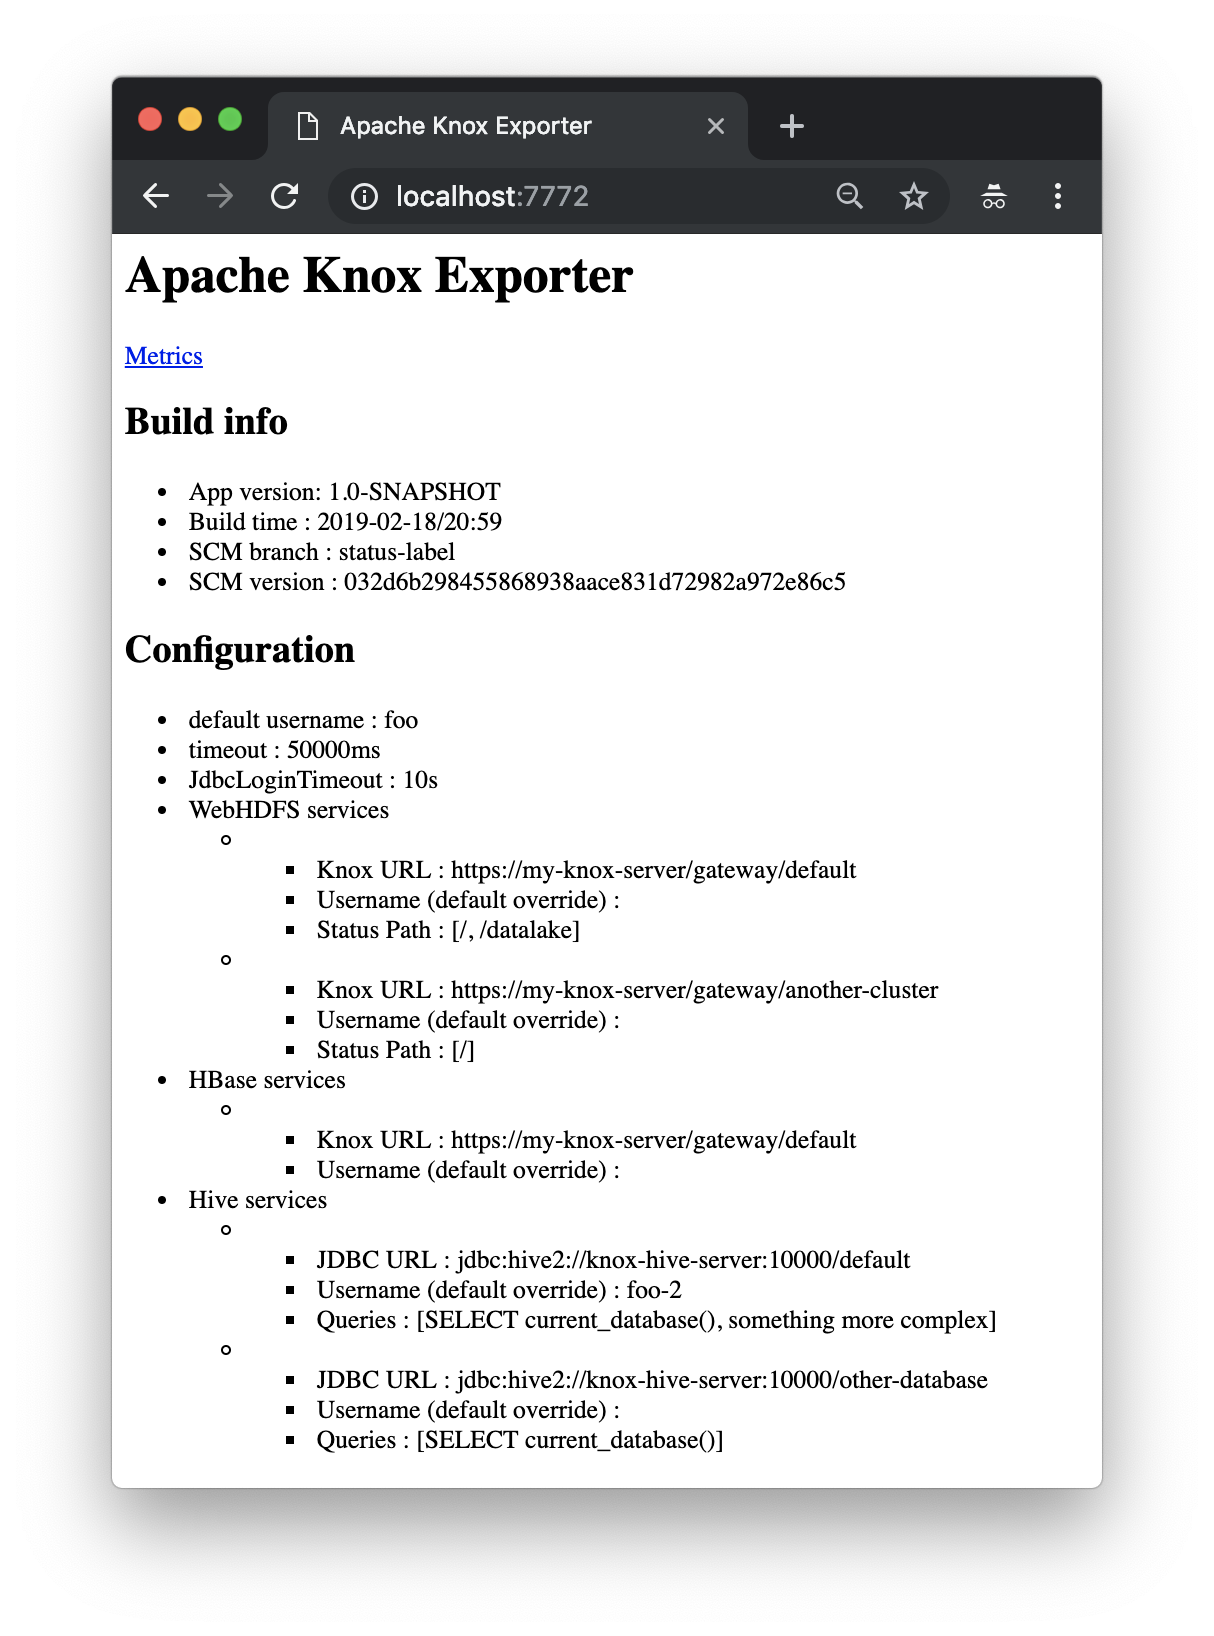 Apache Knox Exporter
localhost:7772
Apache Knox Exporter
Metrics
Build info
App version: 1.0-SNAPSHOT
Build time : 2019-02-18/20:59
SCM branch : status-label
SCM version : 032d6b298455868938aace831d72982a972e86c5
Configuration
default username : foo
timeout : 50000ms
JdbcLoginTimeout : 10s
WebHDFS services
Knox URL : https://my-knox-server/gateway/default
Username (default override) :
Status Path : [/, /datalake]
Knox URL : https://my-knox-server/gateway/another-cluster
Username (default override) :
Status Path : [/]
HBase services
Knox URL : https://my-knox-server/gateway/default
Username (default override) :
Hive services
JDBC URL : jdbc:hive2://knox-hive-server:10000/default
Username (default override) : foo-2
Queries : [SELECT current_database(), something more complex]
JDBC URL : jdbc:hive2://knox-hive-server:10000/other-database
Username (default override) :
Queries : [SELECT current_database()]